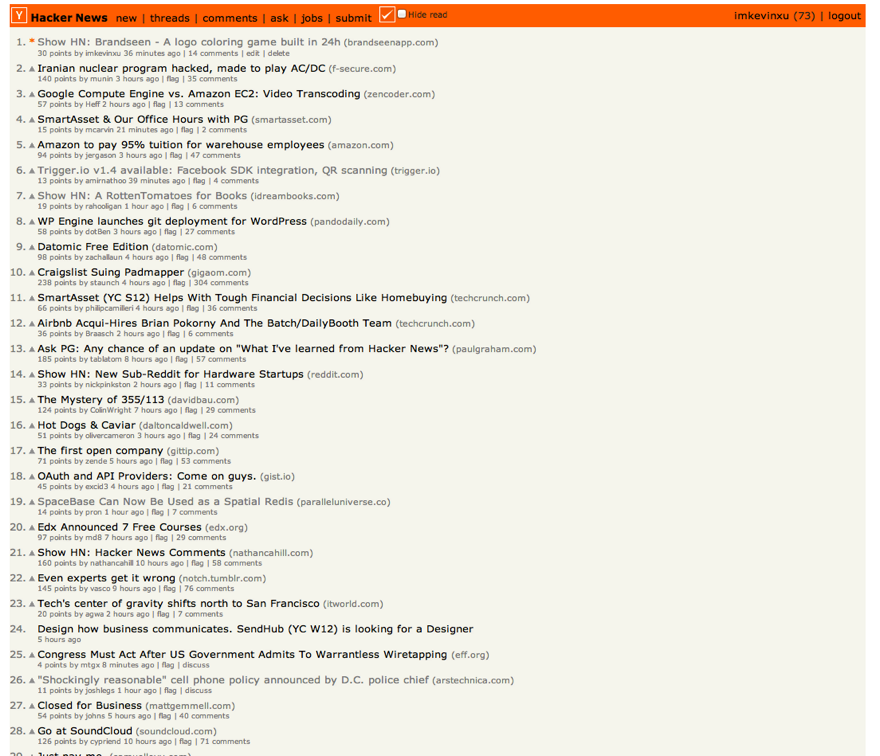 Y Hacker News new | threads | comments | ask | jobs | submit Hide read imkevinxu (73) | logout
1. * Show HN: Brandseen - A logo coloring game built in 24h (brandseenapp.com)
30 points by imkevinxu 36 minutes ago | 14 comments | edit | delete
2. Iranian nuclear program hacked, made to play AC/DC (f-secure.com)
140 points by munin 3 hours ago | flag | 35 comments
3. Google Compute Engine vs. Amazon EC2: Video Transcoding (zencoder.com)
57 points by Heff 2 hours ago | flag | 13 comments
4. SmartAsset & Our Office Hours with PG (smartasset.com)
15 points by mcarvin 21 minutes ago | flag | 2 comments
5. Amazon to pay 95% tuition for warehouse employees (amazon.com)
94 points by jergason 3 hours ago | flag | 47 comments
6. Trigger.io v1.4 available: Facebook SDK integration, QR scanning (trigger.io)
13 points by amirnathoo 39 minutes ago | flag | 4 comments
7. Show HN: A RottenTomatoes for Books (idreambooks.com)
19 points by rahooligan 1 hour ago | flag | 6 comments
8. WP Engine launches git deployment for WordPress (pandodaily.com)
58 points by dotBen 3 hours ago | flag | 27 comments
9. Datomic Free Edition (datomic.com)
98 points by zachallaun 4 hours ago | flag | 48 comments
10. Craigslist Suing Padmapper (gigaom.com)
238 points by staunch 4 hours ago | flag | 304 comments
11. SmartAsset (YC S12) Helps With Tough Financial Decisions Like Homebuying (techcrunch.com)
66 points by philipcamilleri 4 hours ago | flag | 36 comments
12. Airbnb Acqui-Hires Brian Pokorny And The Batch/DailyBooth Team (techcrunch.com)
36 points by Braasch 2 hours ago | flag | 6 comments
13. Ask PG: Any chance of an update on "What I've learned from Hacker News"? (paulgraham.com)
185 points by tablatom 8 hours ago | flag | 57 comments
14. Show HN: New Sub-Reddit for Hardware Startups (reddit.com)
33 points by nickpinkston 2 hours ago | flag | 11 comments
15. The Mystery of 355/113 (davidbau.com)
124 points by ColinWright 7 hours ago | flag | 29 comments
16. Hot Dogs & Caviar (daltoncaldwell.com)
51 points by olivercameron 3 hours ago | flag | 24 comments
17. The first open company (gittip.com)
71 points by zende 5 hours ago | flag | 53 comments
18. OAuth and API Providers: Come on guys. (gist.io)
45 points by excid3 4 hours ago | flag | 21 comments
19. SpaceBase Can Now Be Used as a Spatial Redis (paralleluniverse.co)
14 points by pron 1 hour ago | flag | 7 comments
20. Edx Announced 7 Free Courses (edx.org)
97 points by md8 7 hours ago | flag | 29 comments
21. Show HN: Hacker News Comments (nathancahill.com)
160 points by nathancahill 10 hours ago | flag | 58 comments
22. Even experts get it wrong (notch.tumblr.com)
145 points by vasco 9 hours ago | flag | 76 comments
23. Tech's center of gravity shifts north to San Francisco (itworld.com)
20 points by agwa 2 hours ago | flag | 7 comments
24. Design how business communicates. SendHub (YC W12) is looking for a Designer
5 hours ago
25. Congress Must Act After US Government Admits To Warrantless Wiretapping (eff.org)
4 points by mtgx 8 minutes ago | flag | discuss
26. "Shockingly reasonable" cell phone policy announced by D.C. police chief (arstechnica.com)
11 points by joshlegs 1 hour ago | flag | discuss
27. Closed for Business (mattgemmell.com)
54 points by johns 5 hours ago | flag | 40 comments
28. Go at SoundCloud (soundcloud.com)
126 points by cypriend 10 hours ago | flag | 71 comments